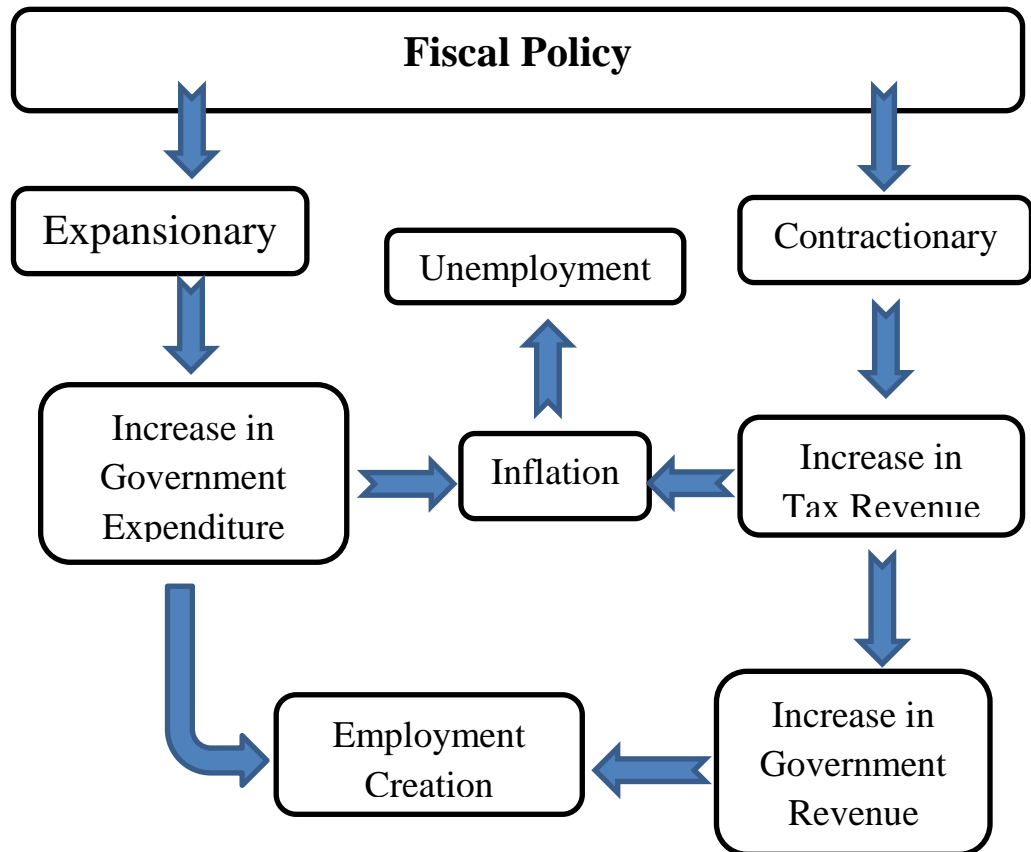 Fiscal Policy
Expansionary
Contractionary
Unemployment
Increase in
Government
Expenditure
Inflation
Increase in
Tax Revenue
Employment
Creation
Increase in
Government
Revenue